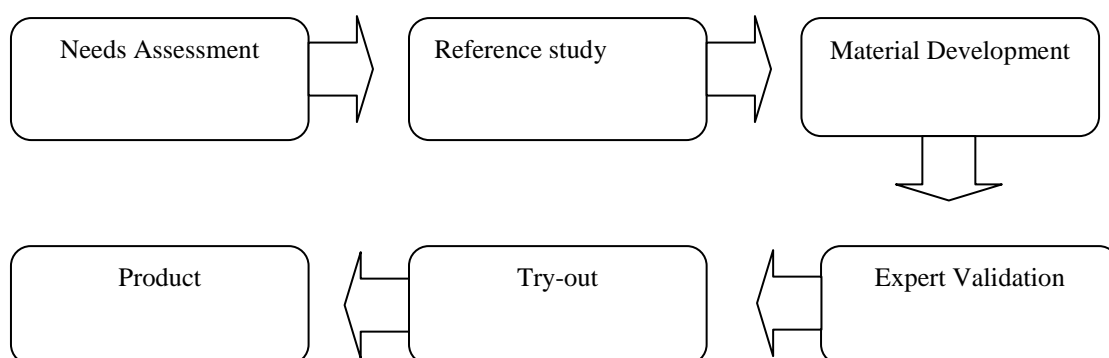 Needs Assessment
Reference study
Material Development
Expert Validation
Try-out
Product